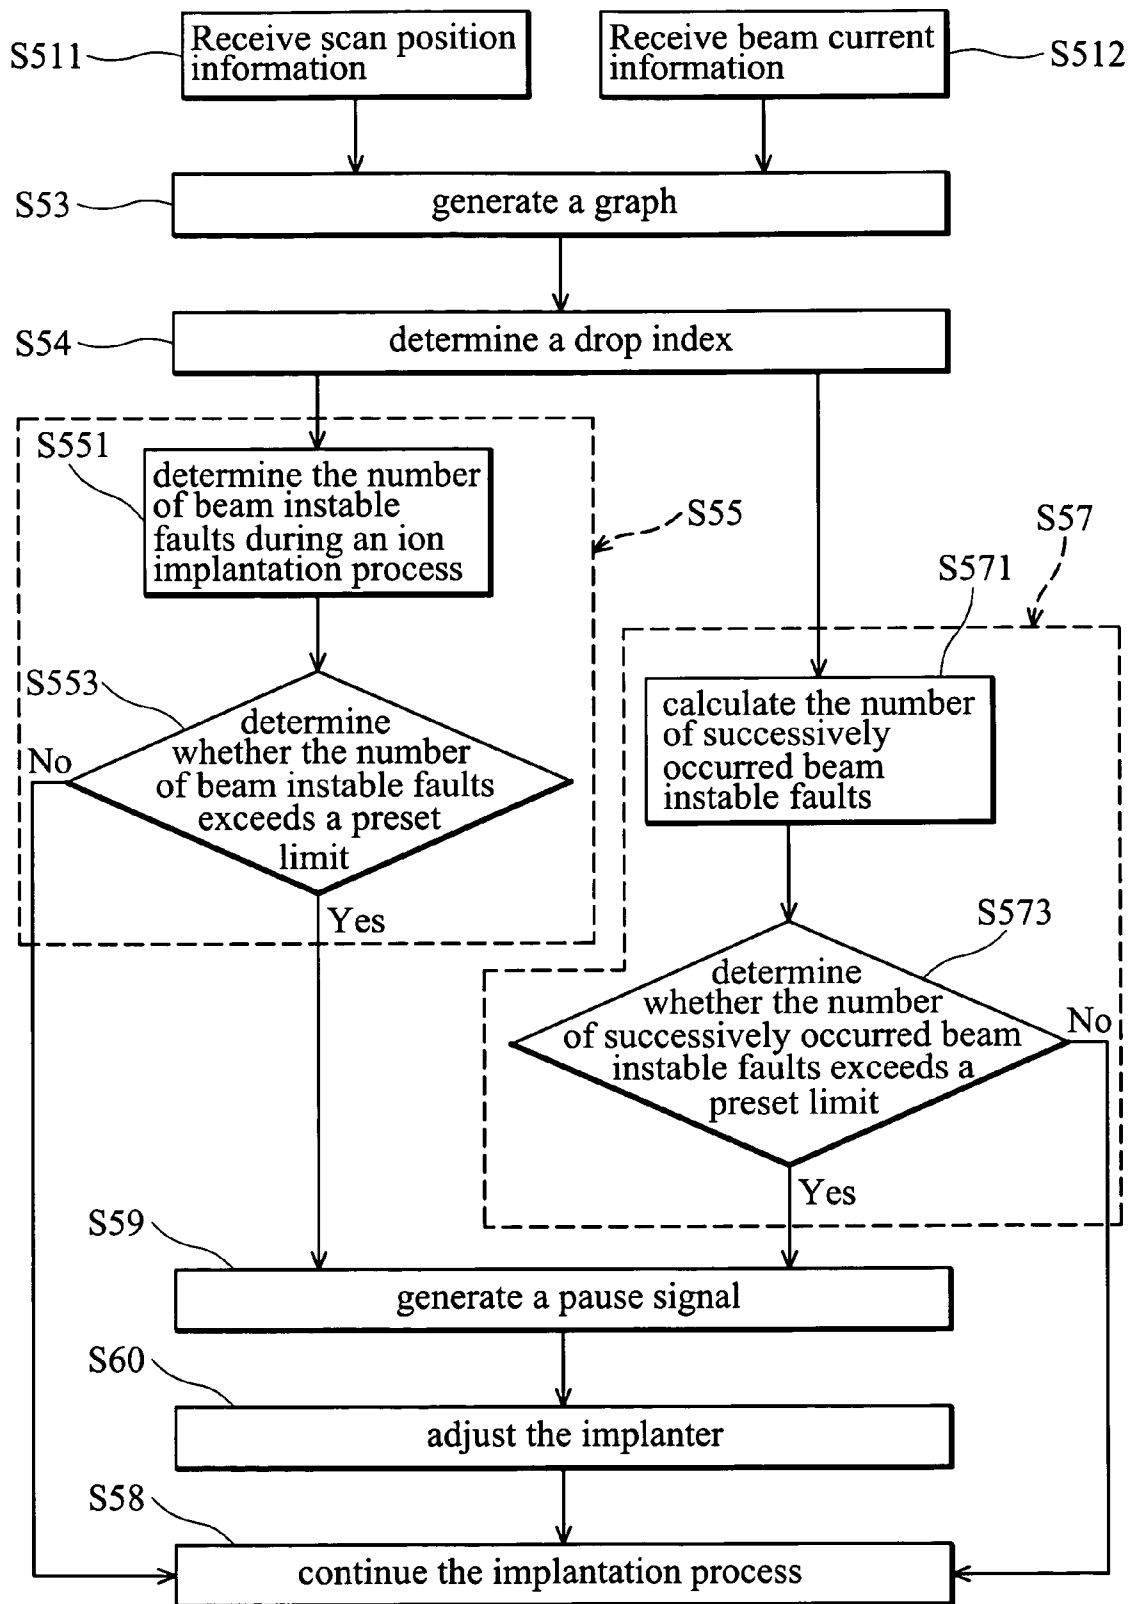 S511
Receive scan position
information
Receive beam current
information
S512
S53
generate a graph
S54
determine a drop index
S551
determine the number
of beam instable
faults during an ion
implantation process
S55
S57
S571
S553
No
determine
whether the number
of beam instable faults
exceeds a preset
limit
Yes
calculate the number
of successively
occurred beam
instable faults
S573
determine
whether the number
of successively occurred beam
instable faults exceeds a
preset limit
No
Yes
S59
generate a pause signal
S60
adjust the implanter
S58
continue the implantation process